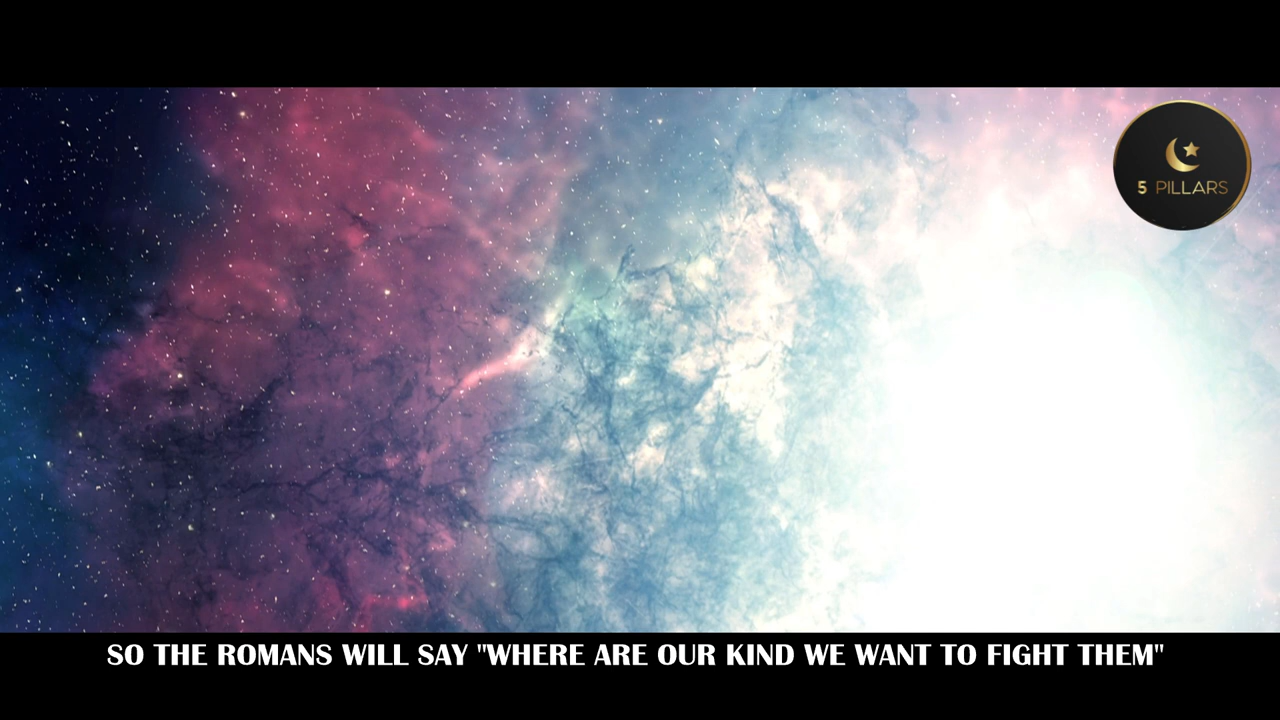 5 PILLARS
SO THE ROMANS WILL SAY "WHERE ARE OUR KIND WE WANT TO FIGHT THEM"